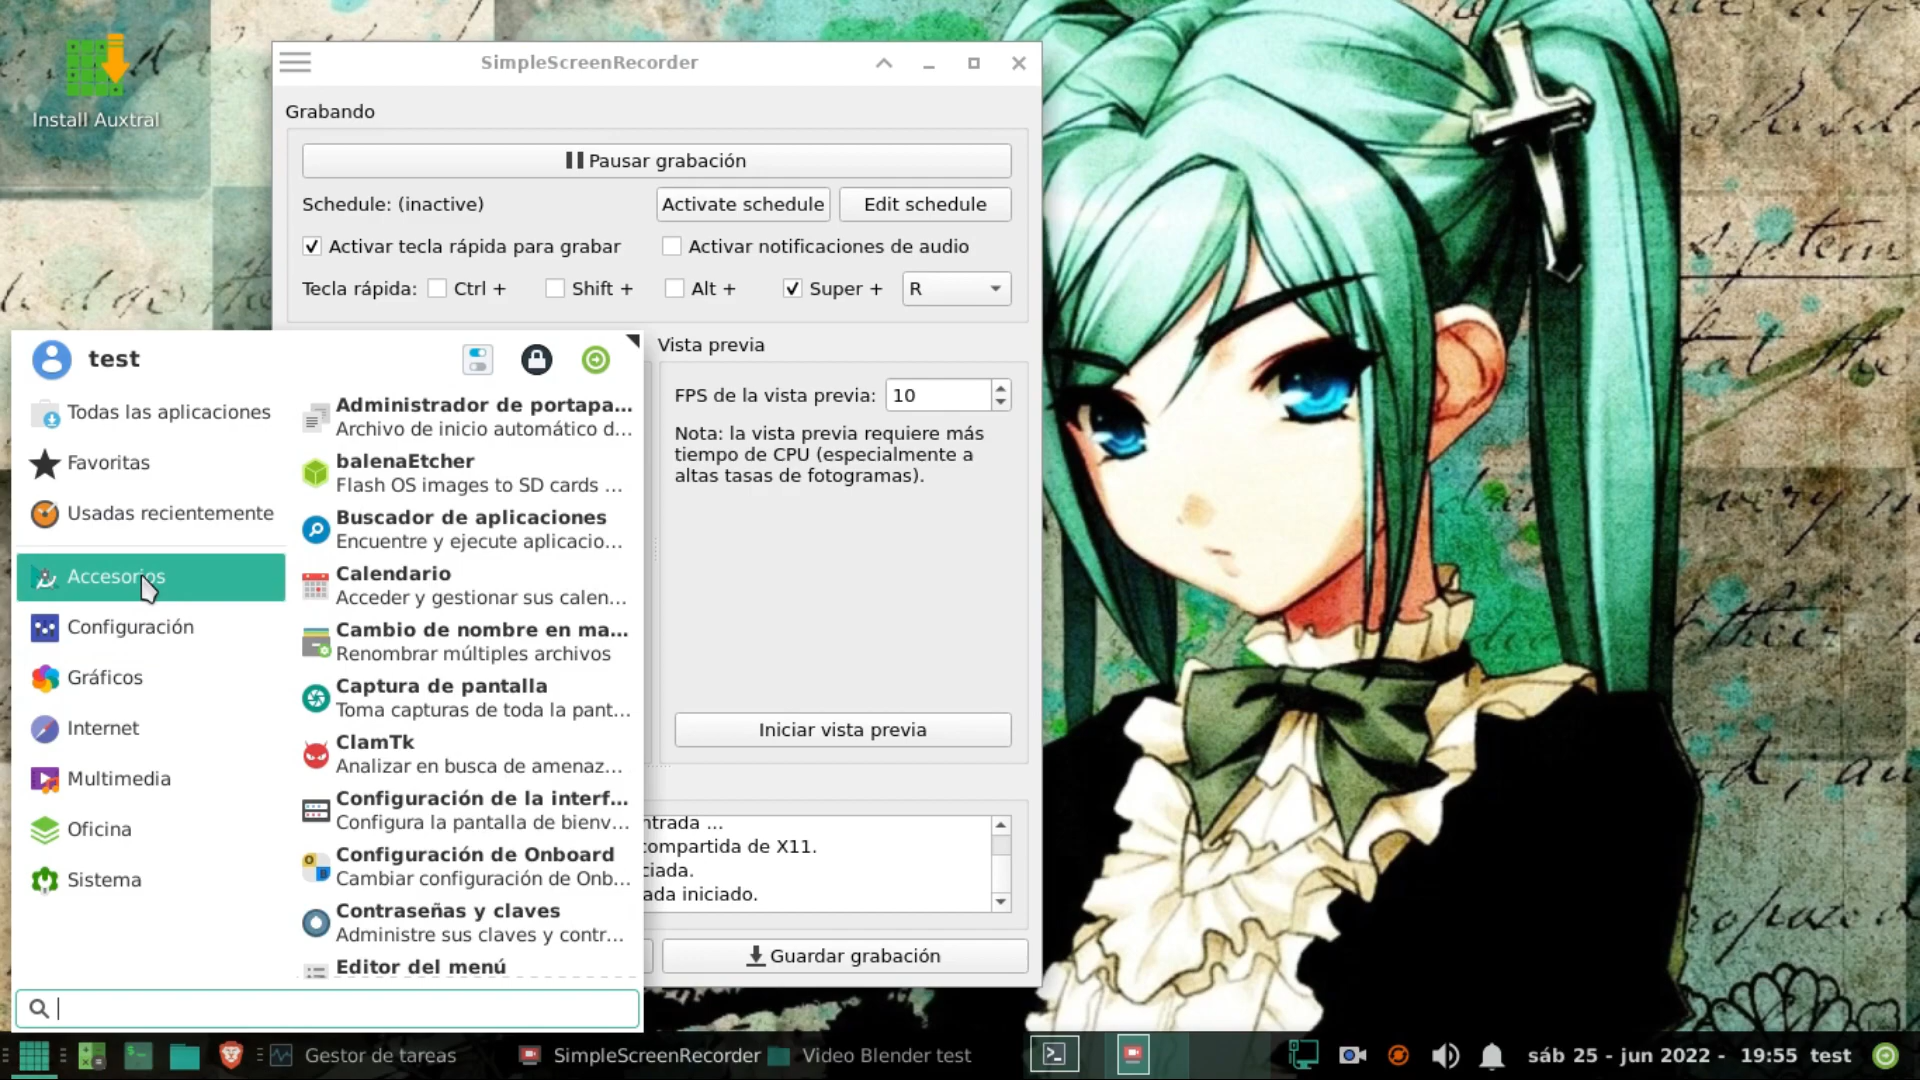 Install Auxtral
SimpleScreenRecorder
Grabando
Pausar grabación
Schedule: (inactive)
Activate schedule
Edit schedule
Activar tecla rápida para grabar
Activar notificaciones de audio
Tecla rápida:
Ctrl +
Shift +
Alt +
Super +
R
Vista previa
FPS de la vista previa:
10
Nota: la vista previa requiere más
tiempo de CPU (especialmente a
altas tasas de fotogramas).
Iniciar vista previa
ntrada ...
compartida de X11.
ciada.
ada iniciado.
Guardar grabación
test
Todas las aplicaciones
Favoritas
Usadas recientemente
Accesorios
Configuración
Gráficos
Internet
Multimedia
Oficina
Sistema
Administrador de portapa...
Archivo de inicio automático d...
balenaEtcher
Flash OS images to SD cards ...
Buscador de aplicaciones
Encuentre y ejecute aplicacio...
Calendario
Acceder y gestionar sus calen...
Cambio de nombre en ma...
Renombrar múltiples archivos
Captura de pantalla
Toma capturas de toda la pant...
ClamTk
Analizar en busca de amenaz...
Configuración de la interf...
Configura la pantalla de bienv...
Configuración de Onboard
Cambiar configuración de Onb...
Contraseñas y claves
Administre sus claves y contr...
Editor del menú
Gestor de tareas
SimpleScreenRecorder
Video Blender test
sáb 25 - jun 2022 - 19:55
test